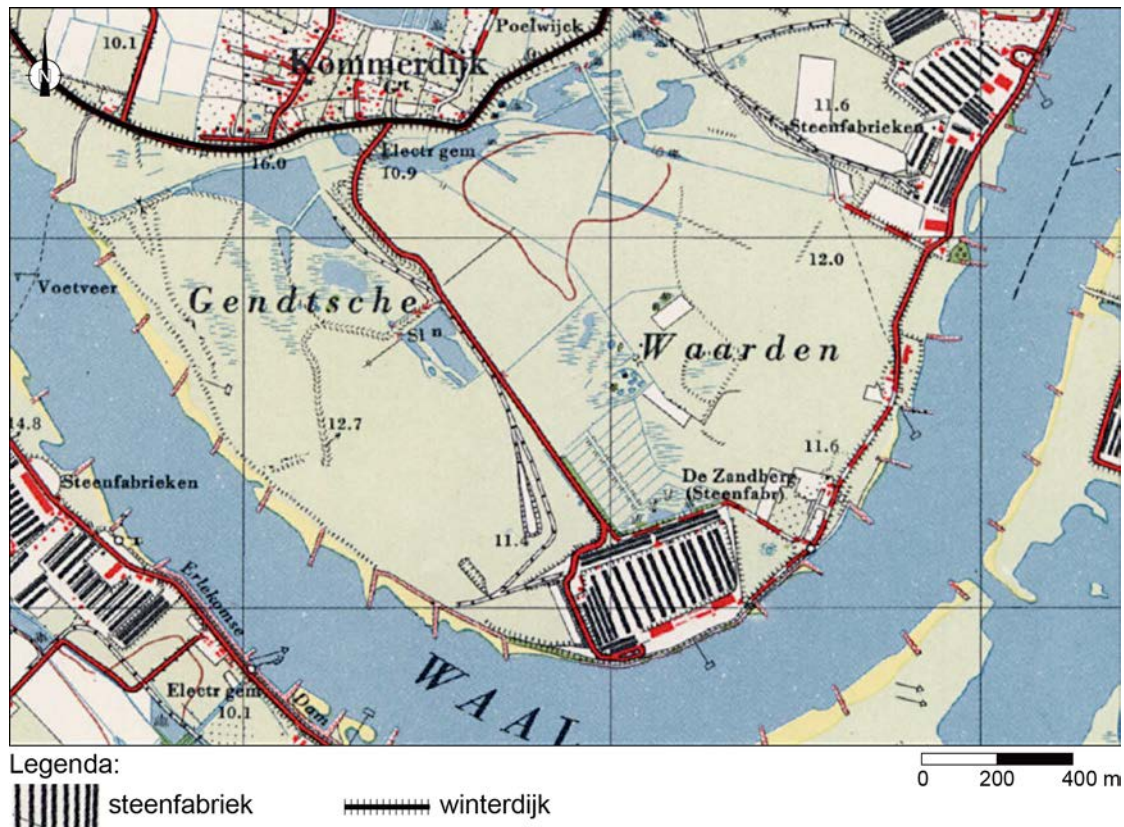 Poelwijck
10.1
N
Kommerdijk
Gt.
11.6
Steenfabrieken
16.0
Electr gem
10.9
12.0
Voetveer
Gendtsche
Sl n
Waarden
12.7
14.8
Steenfabrieken
11.6
De Zandberg
(Steenfabr)
11.4
Erlekomse
Dam
WAAL
Electr gem
10.1
Legenda:
steenfabriek
winterdijk
0 200 400 m